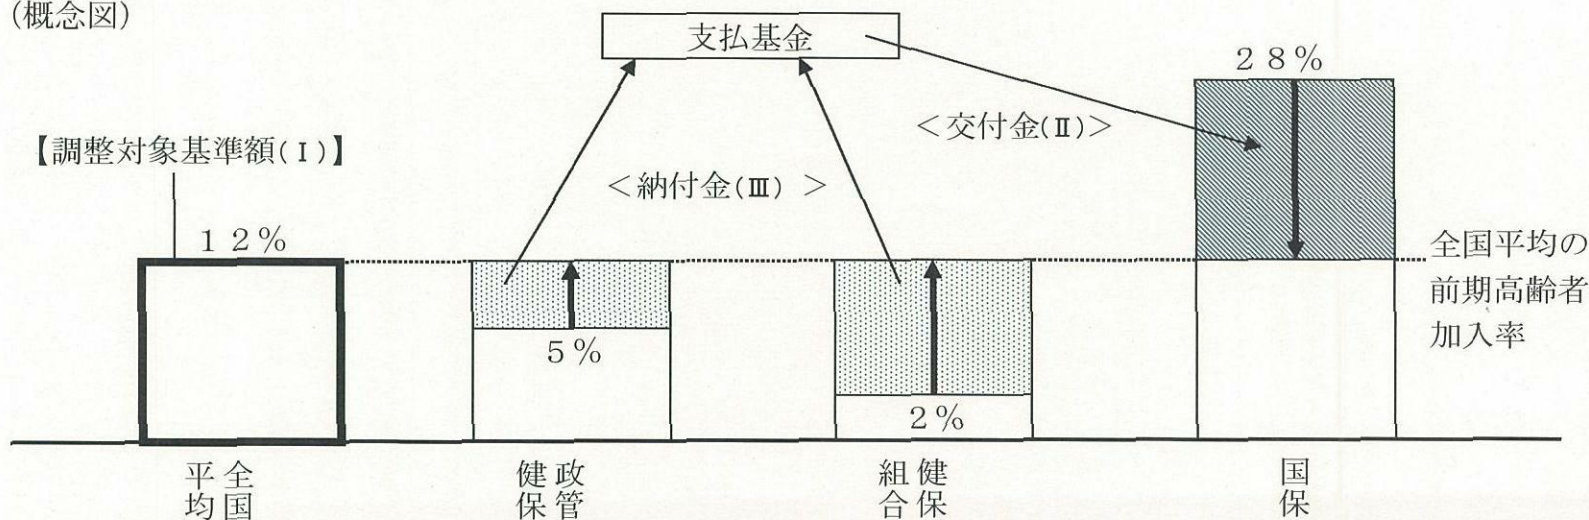 (概念図)
支払基金
28%
<交付金(Ⅱ)>
【調整対象基準額(Ⅰ)】
<納付金(Ⅲ)>
12%
全国平均の
前期高齢者
加入率
5%
2%
全国平均
政管健保
健保組合
国保